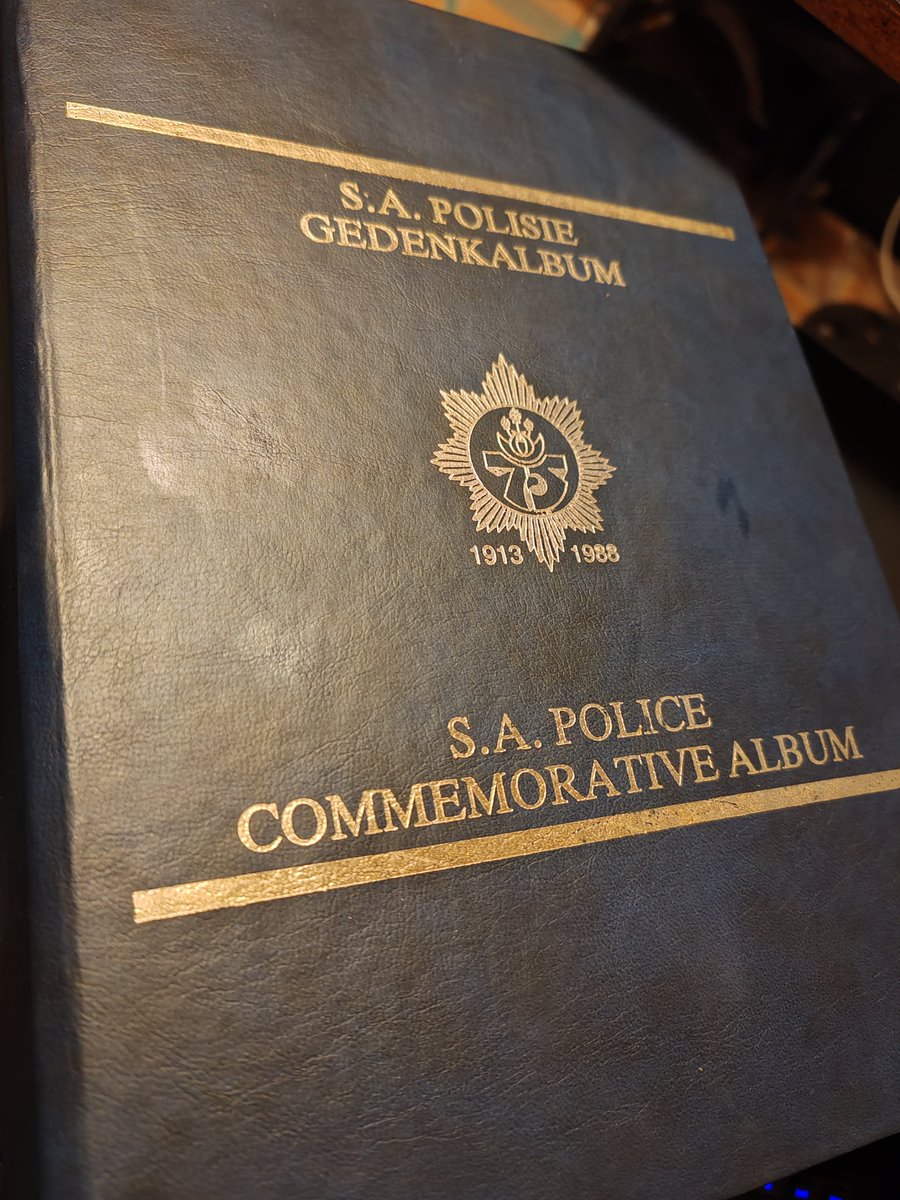 S.A. POLISIE
GEDENKALBUM
75
1913 1988
S.A. POLICE
COMMEMORATIVE ALBUM